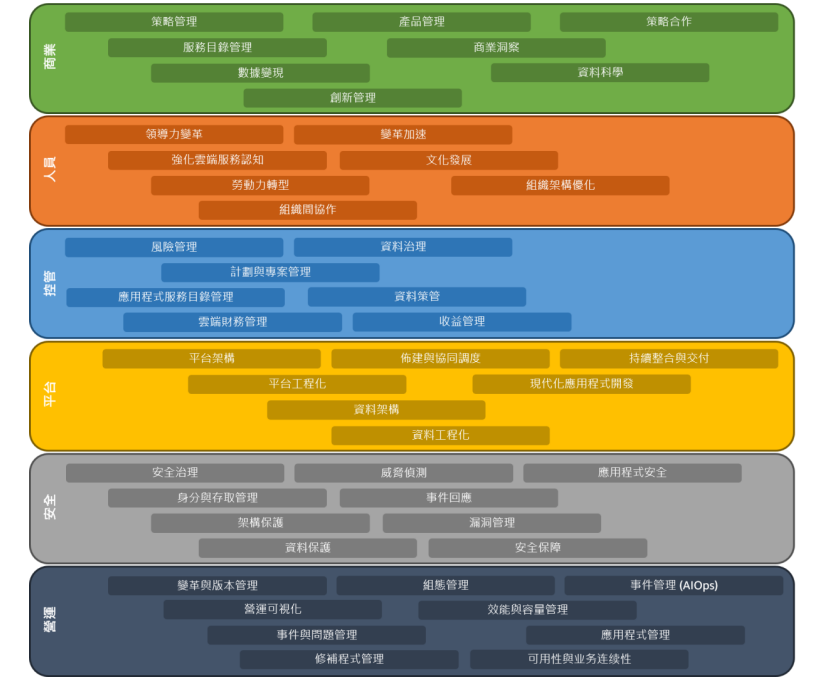 商業
策略管理 產品管理 策略合作
服務目錄管理 商業洞察
數據變現 資料科學
創新管理
人員
領導力變革 變革加速
強化雲端服務認知 文化發展
勞動力轉型 組織架構優化
組織間協作
控管
風險管理 資料治理
計劃與專案管理
應用程式服務目錄管理 資料策管
雲端財務管理 收益管理
平台
平台架構 佈建與協同調度 持續整合與交付
平台工程化 現代化應用程式開發
資料架構
資料工程化
安全
安全治理 威脅偵測 應用程式安全
身分與存取管理 事件回應
架構保護 漏洞管理
資料保護 安全保障
營運
變革與版本管理 組態管理 事件管理 (AIOps)
營運可視化 效能與容量管理
事件與問題管理 應用程式管理
修補程式管理 可用性與业务连续性